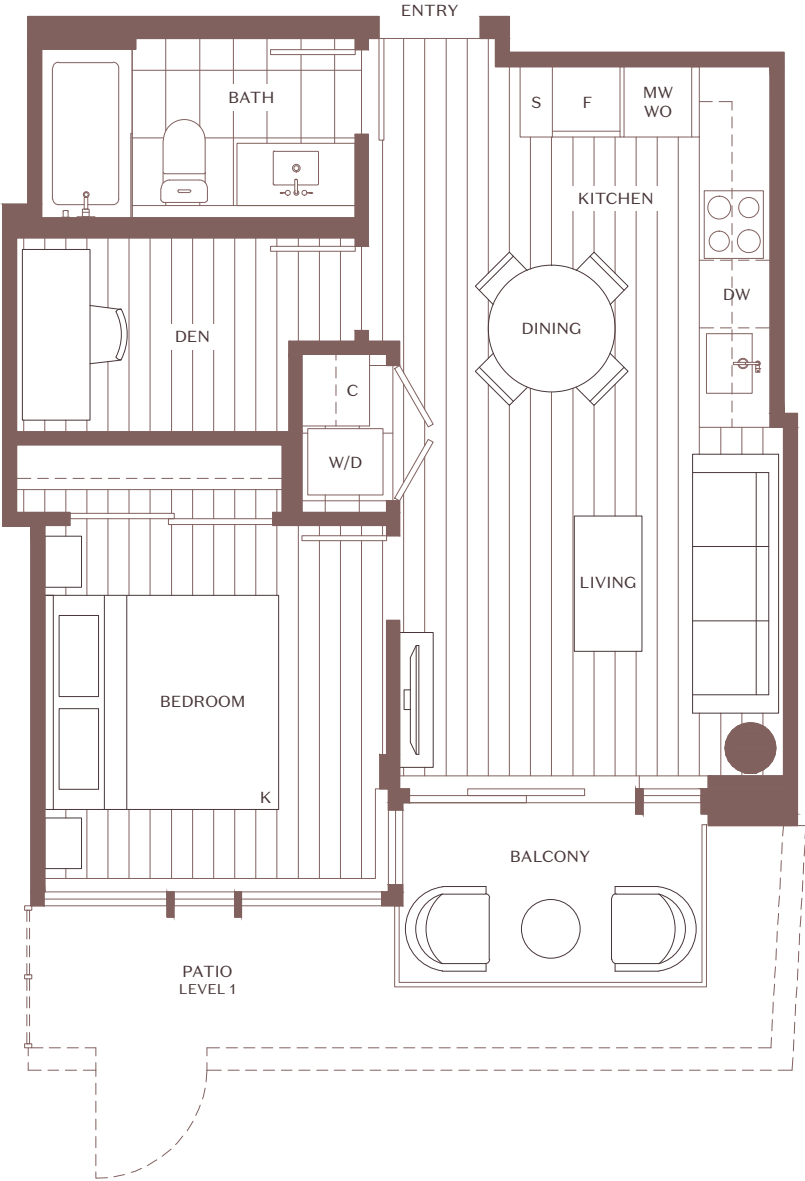 ENTRY
BATH
S
F
MW
WO
KITCHEN
DW
DINING
DEN
C
W/D
LIVING
BEDROOM
K
BALCONY
PATIO
LEVEL 1